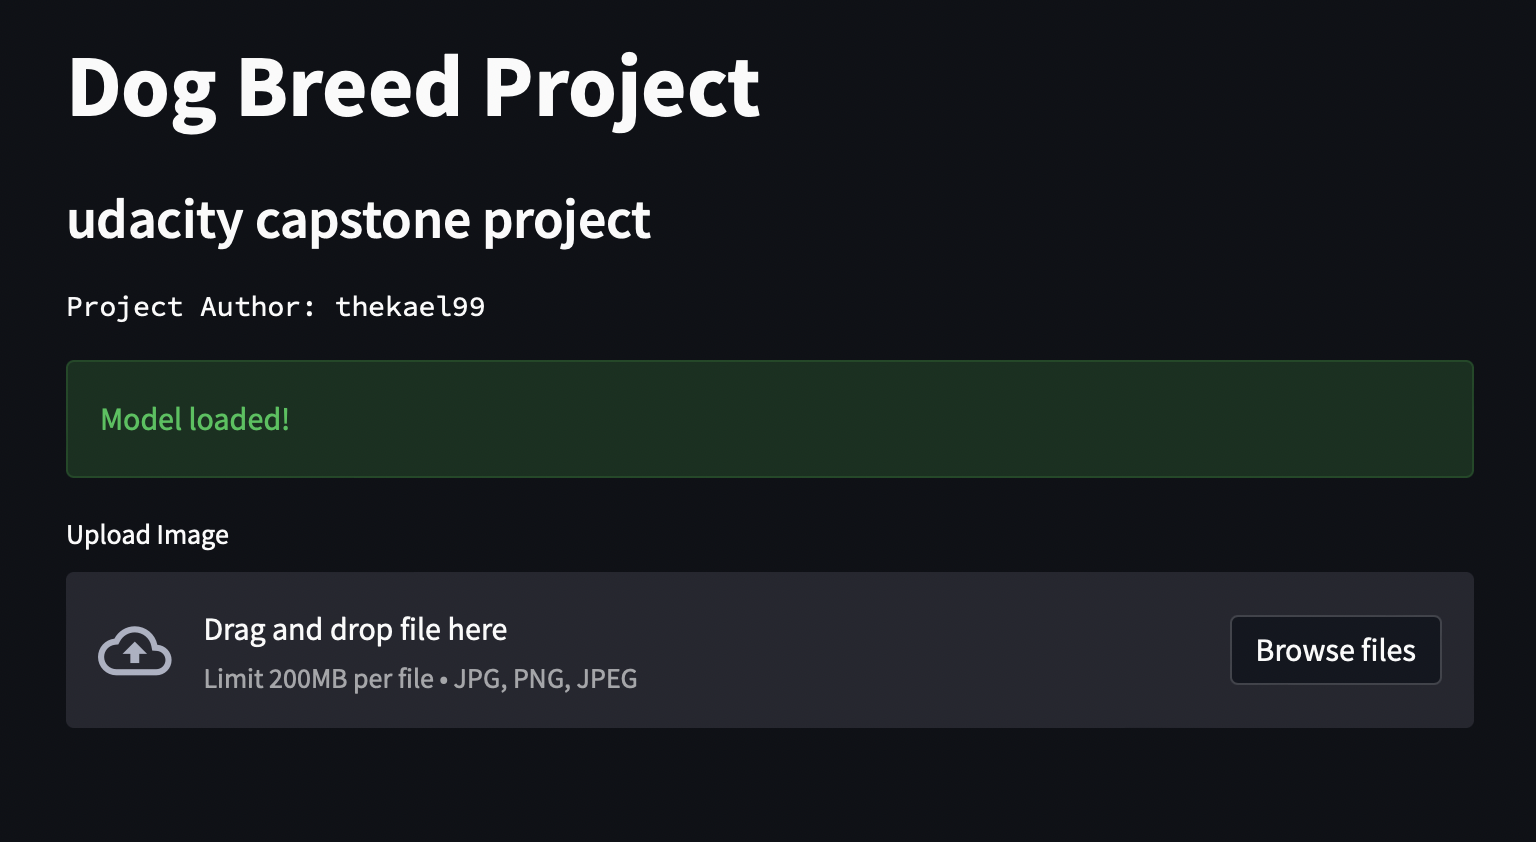 Dog Breed Project
udacity capstone project
Project Author: thekael99
Model loaded!
Upload Image
Drag and drop file here
Limit 200MB per file • JPG, PNG, JPEG
Browse files